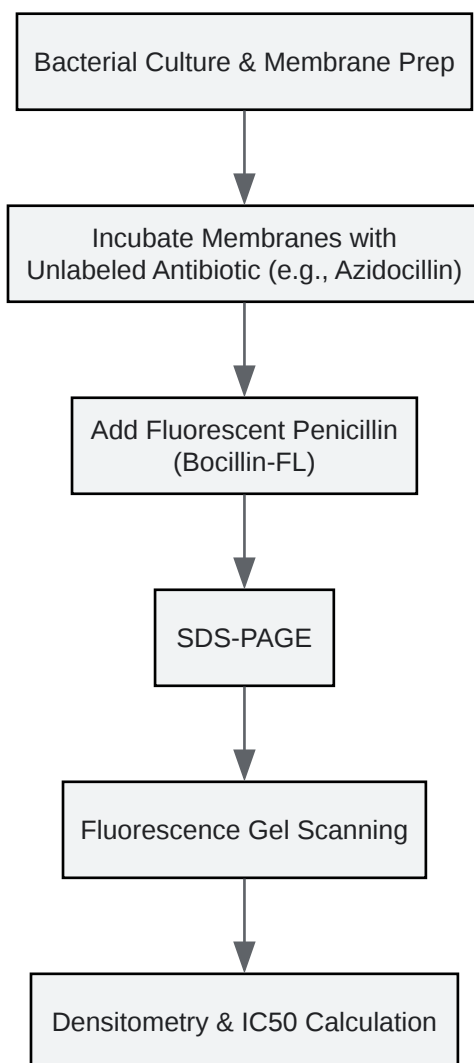 Bacterial Culture & Membrane Prep
Incubate Membranes with
Unlabeled Antibiotic (e.g., Azidocillin)
Add Fluorescent Penicillin
(Bocillin-FL)
SDS-PAGE
Fluorescence Gel Scanning
Densitometry & IC50 Calculation